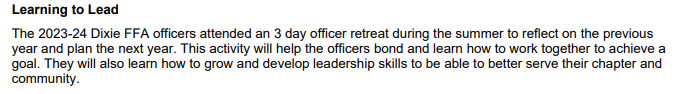 Learning to Lead
The 2023-24 Dixie FFA officers attended an 3 day officer retreat during the summer to reflect on the previous
year and plan the next year. This activity will help the officers bond and learn how to work together to achieve a
goal. They will also learn how to grow and develop leadership skills to be able to better serve their chapter and
community.